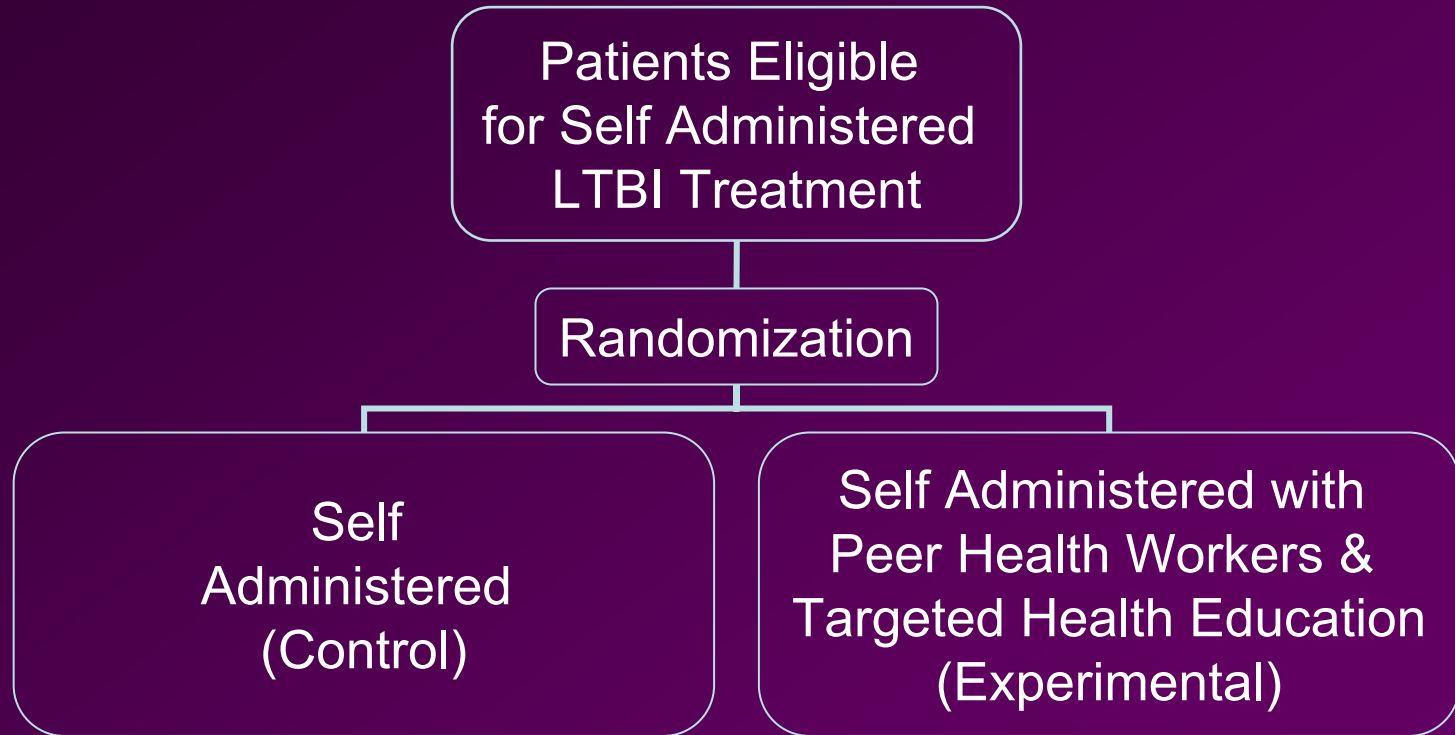 Patients Eligible
for Self Administered
LTBI Treatment
Randomization
Self
Administered
(Control)
Self Administered with
Peer Health Workers &
Targeted Health Education
(Experimental)